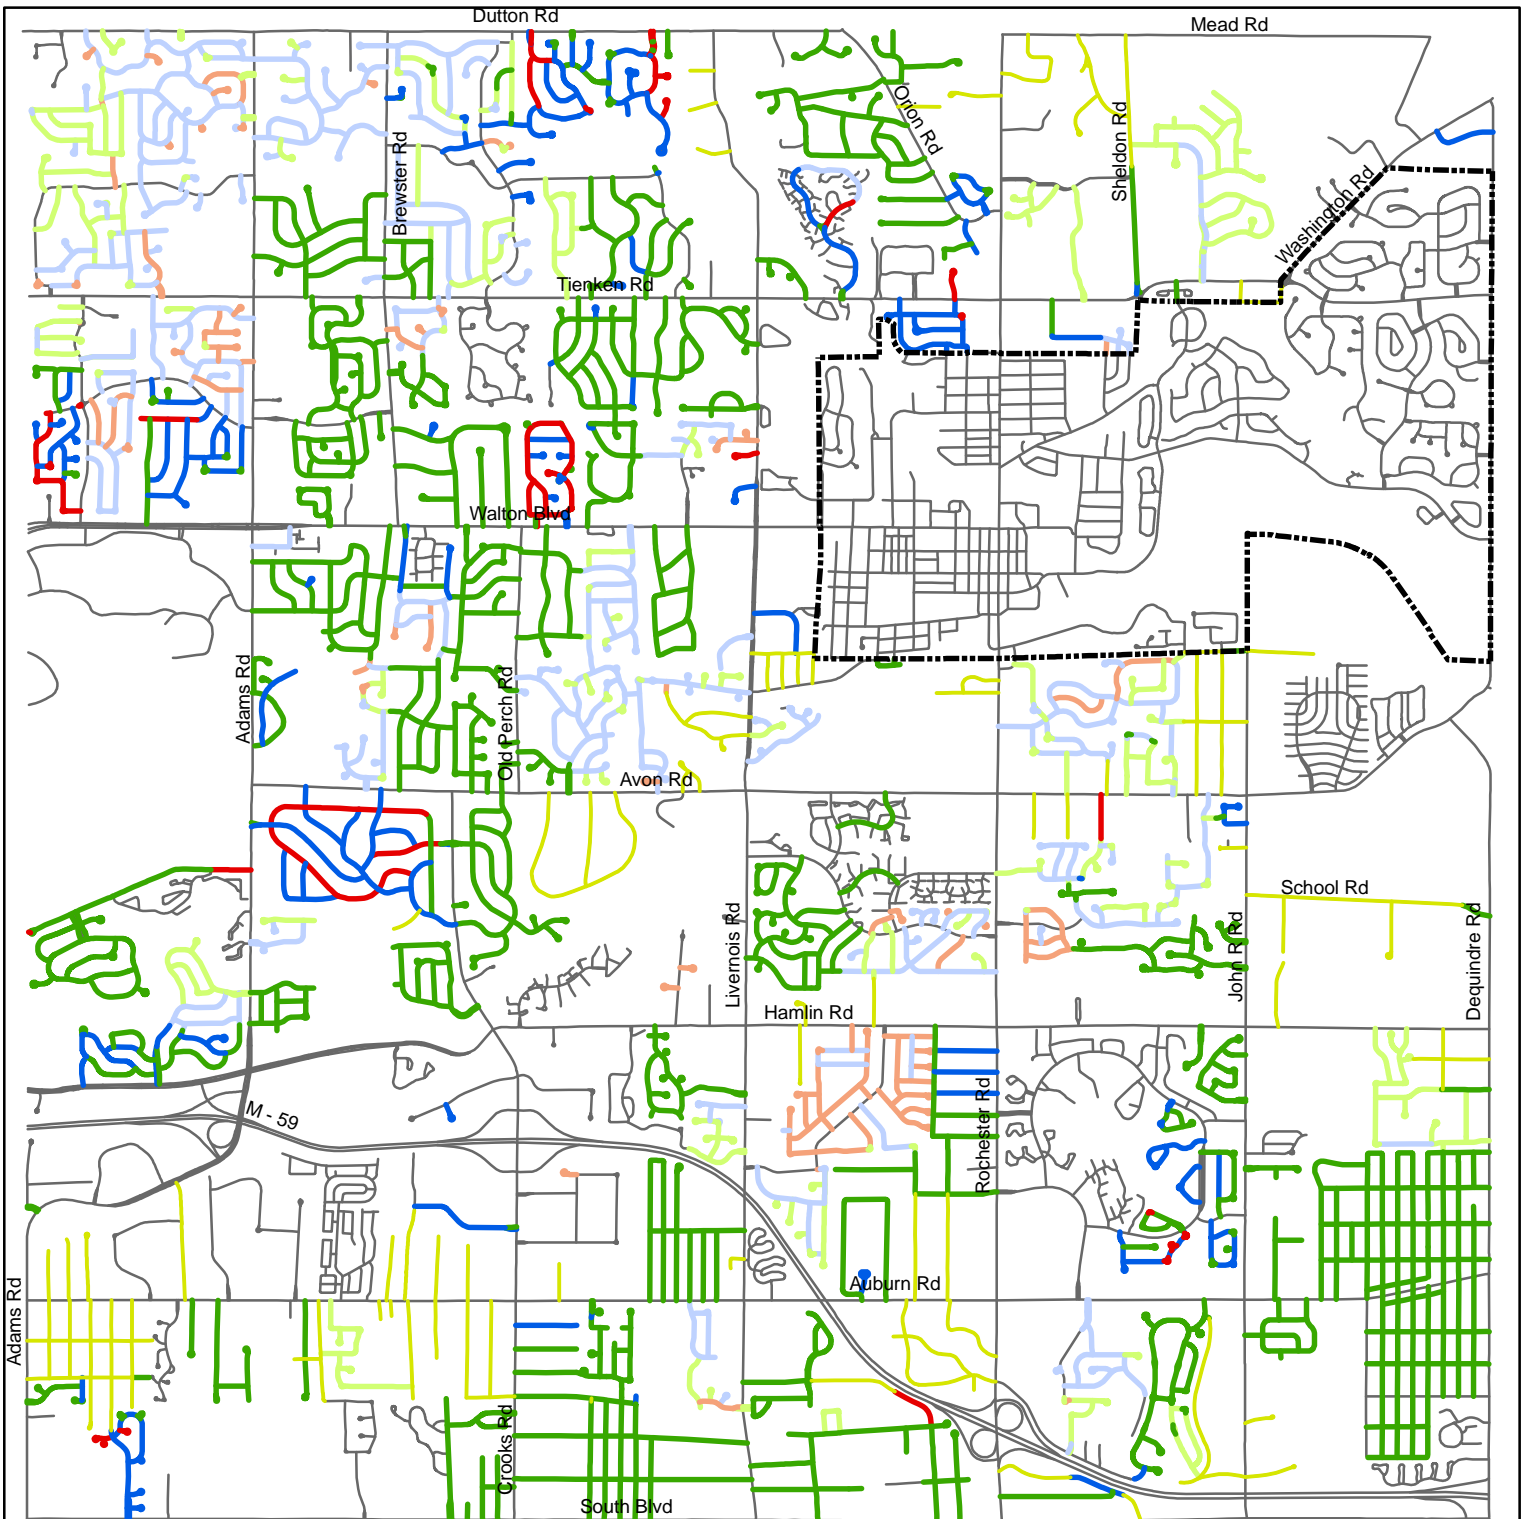 Dutton Rd
Mead Rd
Orion Rd
Sheldon Rd
Brewster Rd
Washington Rd
Tienken Rd
Walton Blvd
Adams Rd
Old Perch Rd
Avon Rd
School Rd
Livernois Rd
John R Rd
Dequindre Rd
Hamlin Rd
M - 59
Rochester Rd
Auburn Rd
Adams Rd
Crooks Rd
South Blvd